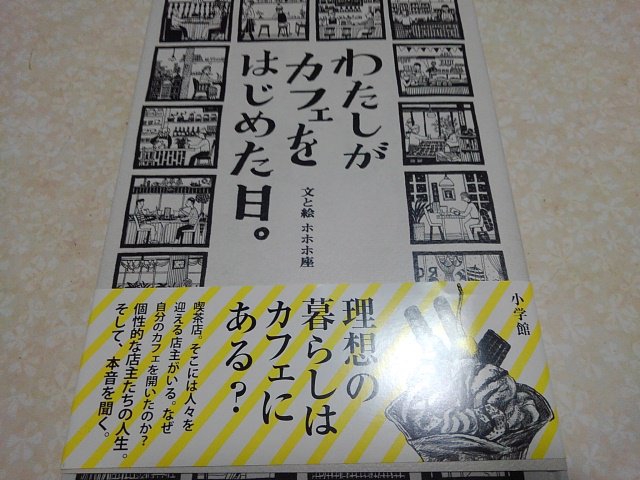 わたしが
カフェを
はじめた日。
文と絵 ホホホ座
小学館
理想の
暮らしは
カフェに
ある？
喫茶店。そこには人々を
迎える店主がいる。なぜ
自分のカフェを開いたのか？
個性的な店主たちの人生。
そして、本音を聞く。